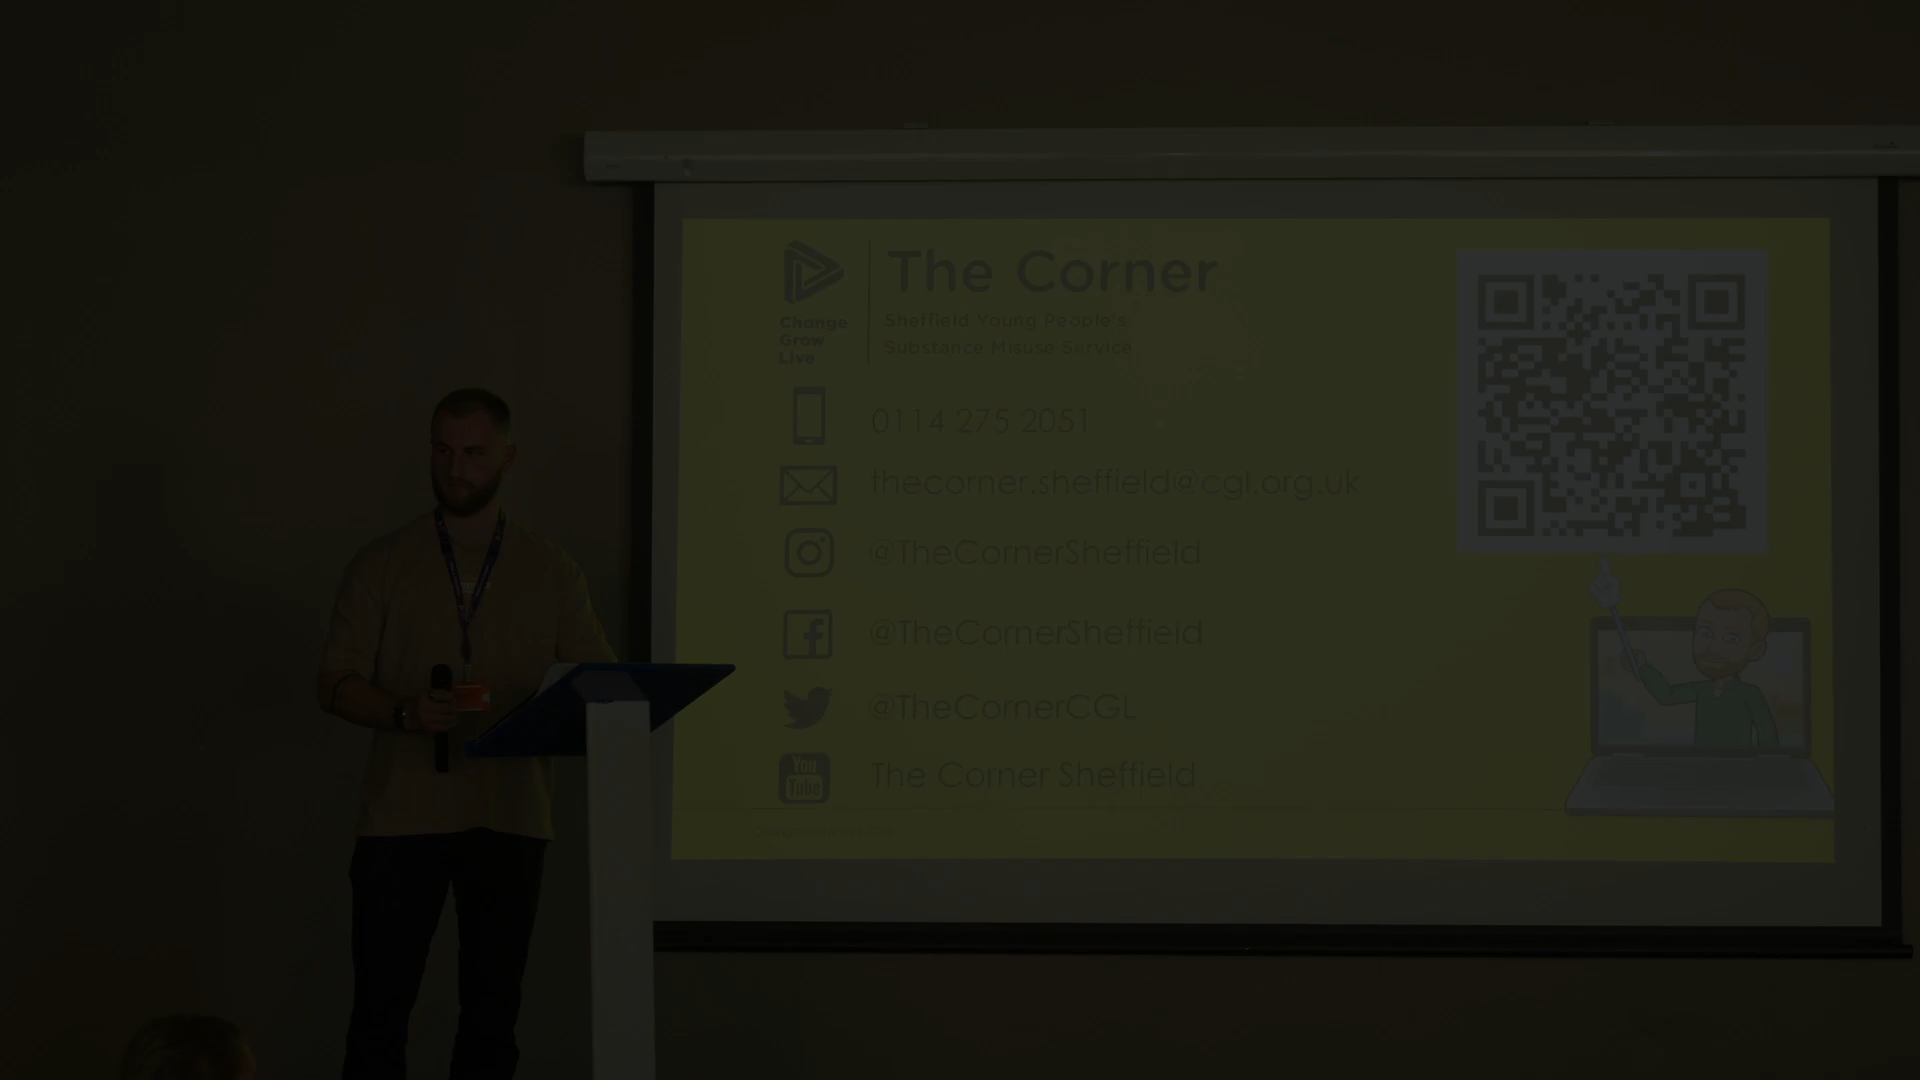 The Corner
Change
Grow
Live
Sheffield Young People's
Substance Misuse Service
0114 275 2051
thecorner.sheffield@cgl.org.uk
@TheCornerSheffield
@TheCornerSheffield
@TheCornerCGL
You
Tube
The Corner Sheffield